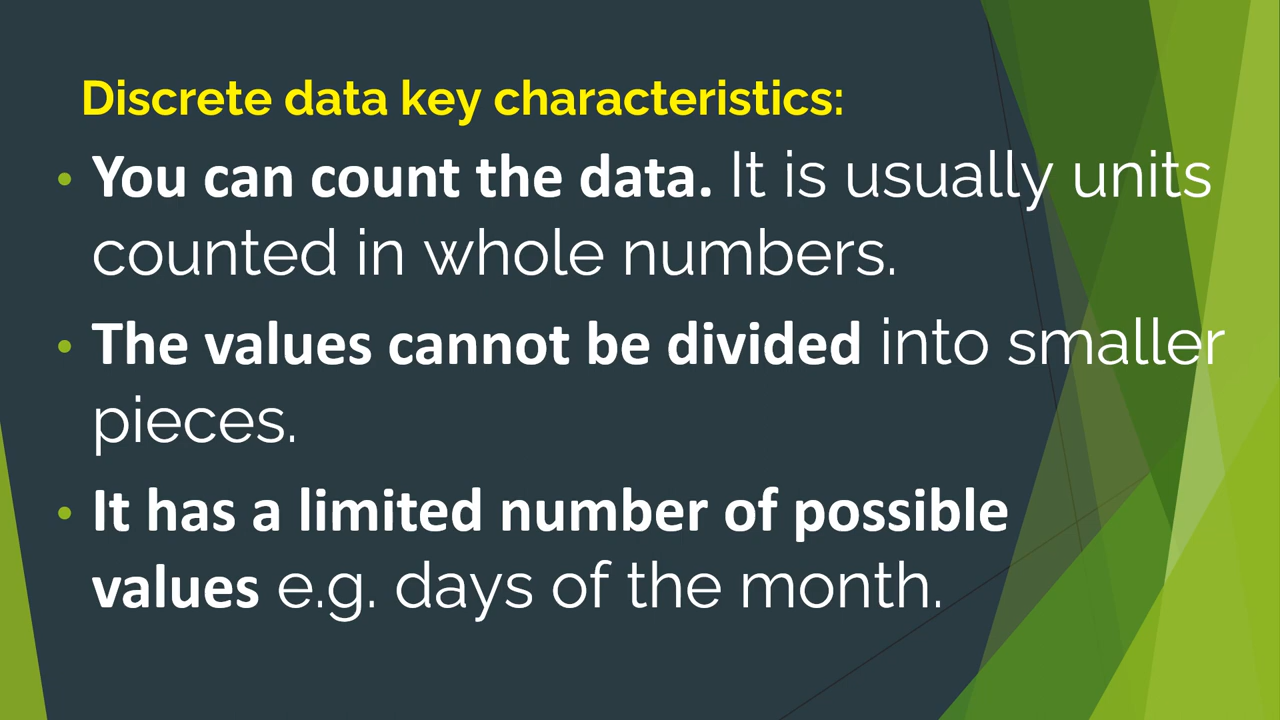 Discrete data key characteristics:
• You can count the data. It is usually units
counted in whole numbers.
• The values cannot be divided into smaller
pieces.
• It has a limited number of possible
values e.g. days of the month.